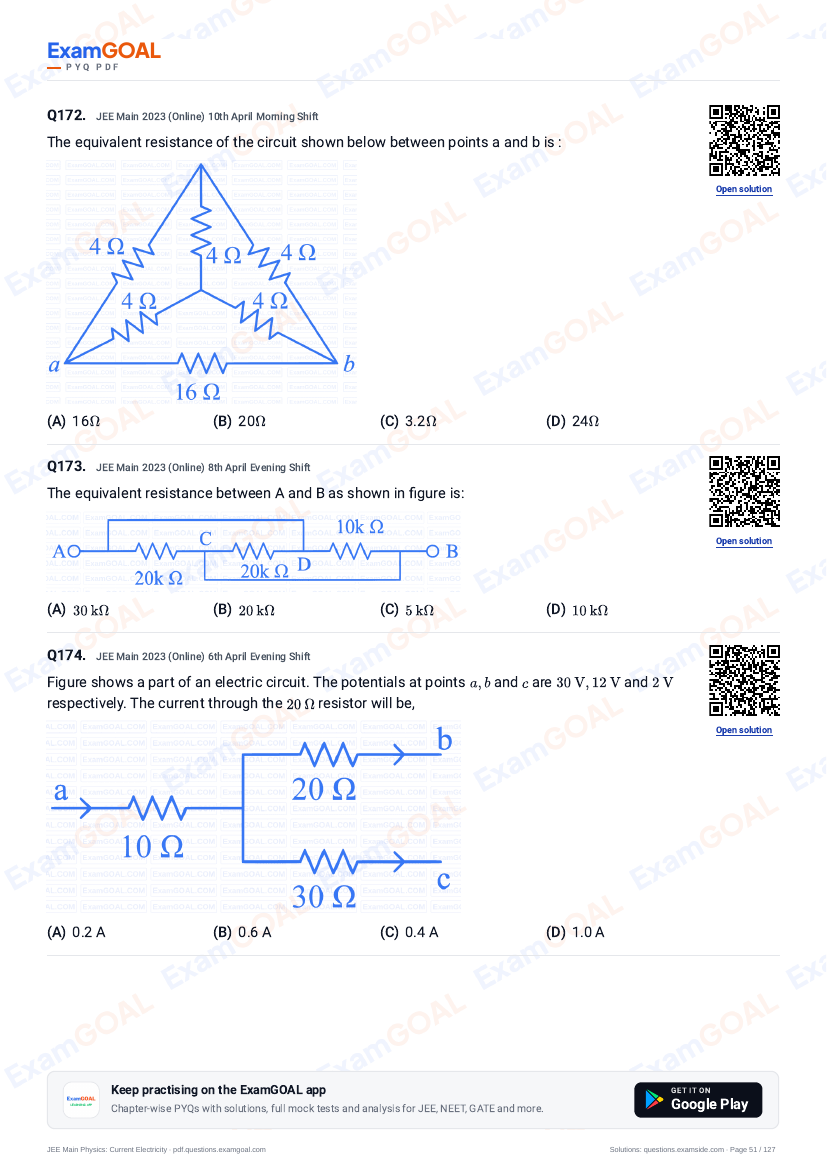 ExamGOAL
PYQ PDF
Q172. JEE Main 2023 (Online) 10th April Morning Shift
The equivalent resistance of the circuit shown below between points a and b is :
Open solution
4 Ω
4 Ω
4 Ω
4 Ω
4 Ω
a
b
16 Ω
(A) 16Ω
(B) 20Ω
(C) 3.2Ω
(D) 24Ω
Q173. JEE Main 2023 (Online) 8th April Evening Shift
The equivalent resistance between A and B as shown in figure is:
Open solution
10k Ω
C
A
B
20k Ω
20k Ω
D
(A) 30 kΩ
(B) 20 kΩ
(C) 5 kΩ
(D) 10 kΩ
Q174. JEE Main 2023 (Online) 6th April Evening Shift
Figure shows a part of an electric circuit. The potentials at points a, b and c are 30 V, 12 V and 2 V
respectively. The current through the 20 Ω resistor will be,
Open solution
b
a
20 Ω
10 Ω
c
30 Ω
(A) 0.2 A
(B) 0.6 A
(C) 0.4 A
(D) 1.0 A
ExamGOAL
Keep practising on the ExamGOAL app
Chapter-wise PYQs with solutions, full mock tests and analysis for JEE, NEET, GATE and more.
GET IT ON
Google Play
JEE Main Physics: Current Electricity · pdf.questions.examgoal.com
Solutions: questions.examside.com · Page 51 / 127